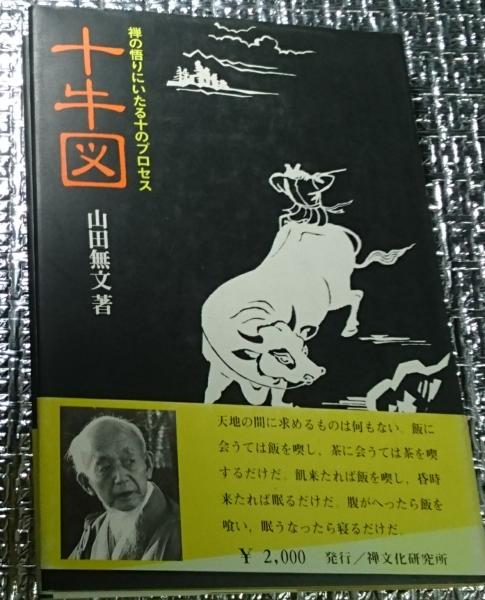 禅の悟りにいたる十のプロセス
十牛図
山田無文著
天地の間に求めるものは何もない。飯に
会うては飯を喫し、茶に会うては茶を喫
するだけだ。飢来たれば飯を喫し、昏時
来たれば眠るだけだ。腹がへったら飯を
喰い、眠うなったら寝るだけだ。
¥ 2,000 発行/禅文化研究所